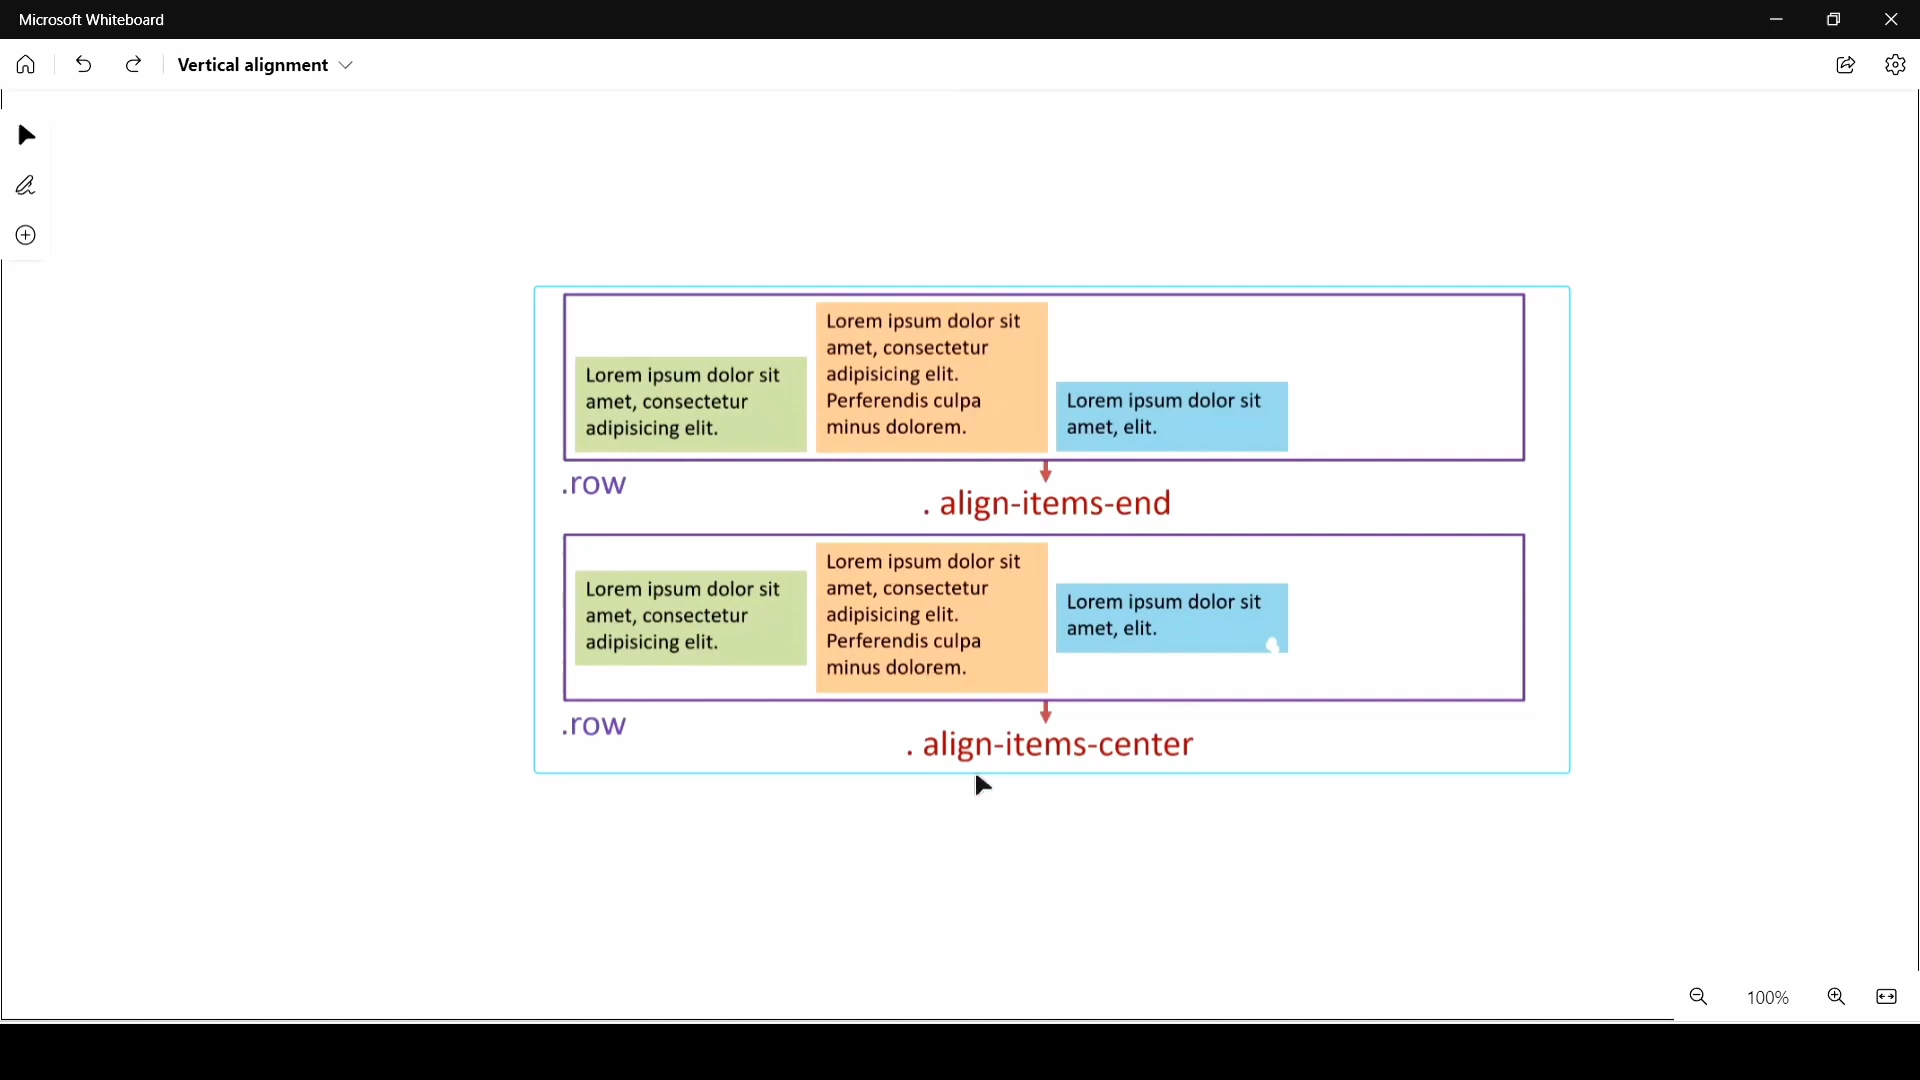 Microsoft Whiteboard
Vertical alignment
Lorem ipsum dolor sit
amet, consectetur
adipisicing elit.
Lorem ipsum dolor sit
amet, consectetur
adipisicing elit.
Perferendis culpa
minus dolorem.
Lorem ipsum dolor sit
amet, elit.
.row
. align-items-end
Lorem ipsum dolor sit
amet, consectetur
adipisicing elit.
Lorem ipsum dolor sit
amet, consectetur
adipisicing elit.
Perferendis culpa
minus dolorem.
Lorem ipsum dolor sit
amet, elit.
.row
. align-items-center
100%